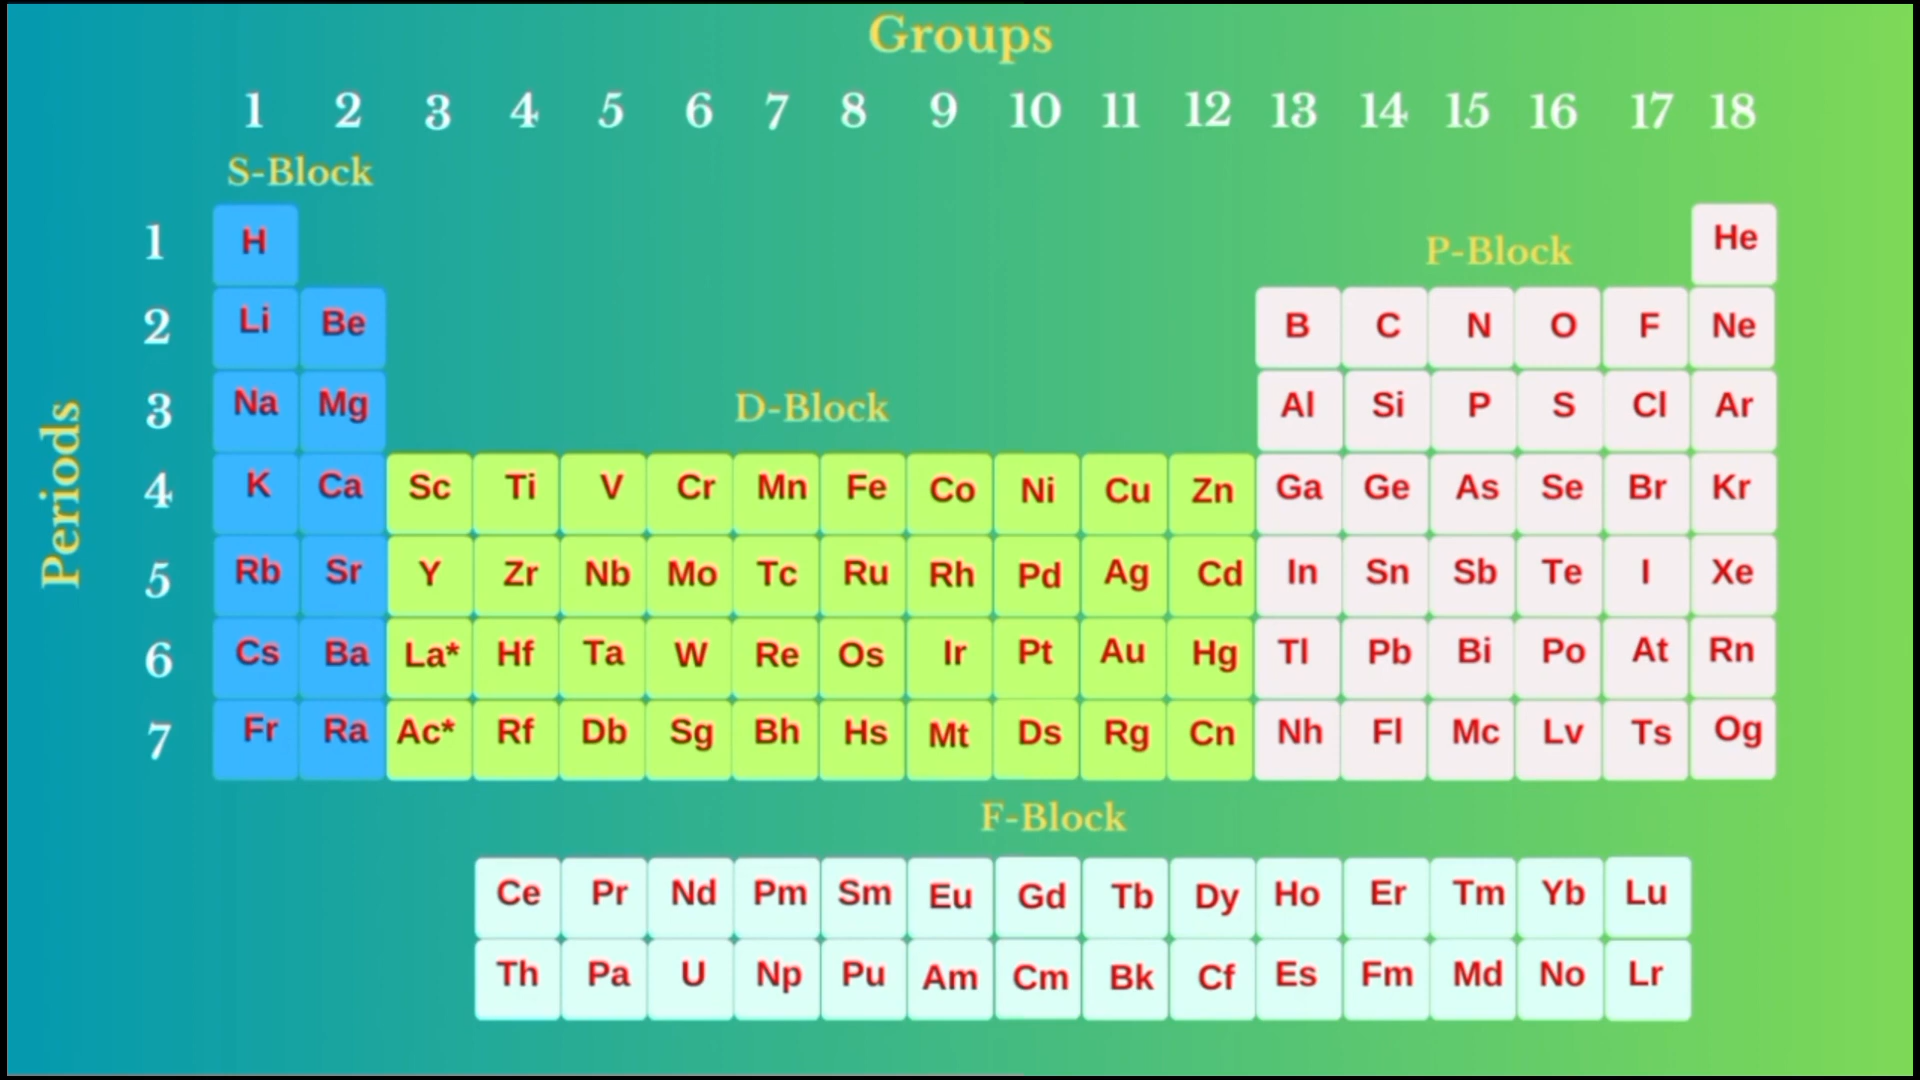 Groups
1 2 3 4 5 6 7 8 9 10 11 12 13 14 15 16 17 18
S-Block
1 H He
P-Block
2 Li Be B C N O F Ne
3 Na Mg Al Si P S Cl Ar
D-Block
Periods
4 K Ca Sc Ti V Cr Mn Fe Co Ni Cu Zn Ga Ge As Se Br Kr
5 Rb Sr Y Zr Nb Mo Tc Ru Rh Pd Ag Cd In Sn Sb Te I Xe
6 Cs Ba La* Hf Ta W Re Os Ir Pt Au Hg Tl Pb Bi Po At Rn
7 Fr Ra Ac* Rf Db Sg Bh Hs Mt Ds Rg Cn Nh Fl Mc Lv Ts Og
F-Block
Ce Pr Nd Pm Sm Eu Gd Tb Dy Ho Er Tm Yb Lu
Th Pa U Np Pu Am Cm Bk Cf Es Fm Md No Lr